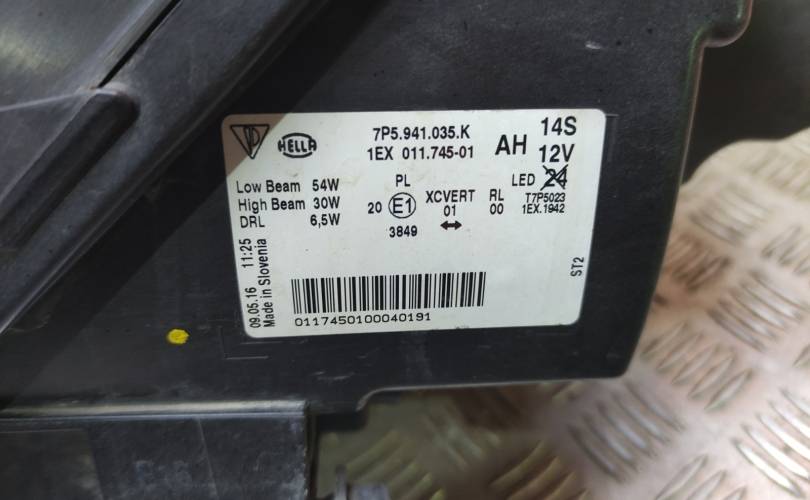 VP
HELLA
7P5.941.035.K
1EX 011.745-01
AH
14S
12V
Low Beam 54W
High Beam 30W
DRL 6,5W
PL
20 E1
3849
XCVERT
01
RL
00
LED 24
T7P5023
1EX.1942
ST2
09.05.16 11:25
Made in Slovenia
0117450100040191